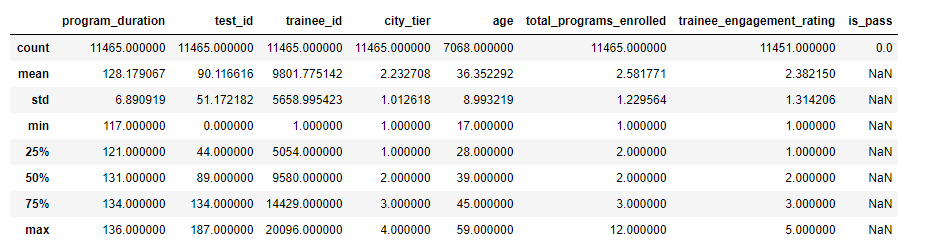 program_duration test_id trainee_id city_tier age total_programs_enrolled trainee_engagement_rating is_pass
count 11465.000000 11465.000000 11465.000000 11465.000000 7068.000000 11465.000000 11451.000000 0.0
mean 128.179067 90.116616 9801.775142 2.232708 36.352292 2.581771 2.382150 NaN
std 6.890919 51.172182 5658.995423 1.012618 8.993219 1.229564 1.314206 NaN
min 117.000000 0.000000 1.000000 1.000000 17.000000 1.000000 1.000000 NaN
25% 121.000000 44.000000 5054.000000 1.000000 28.000000 2.000000 1.000000 NaN
50% 131.000000 89.000000 9580.000000 2.000000 39.000000 2.000000 2.000000 NaN
75% 134.000000 134.000000 14429.000000 3.000000 45.000000 3.000000 3.000000 NaN
max 136.000000 187.000000 20096.000000 4.000000 59.000000 12.000000 5.000000 NaN